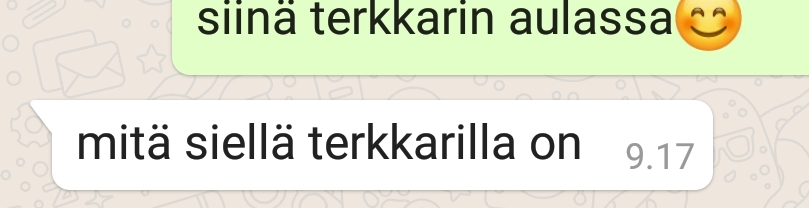 siinä terkkarin aulassa😊
mitä siellä terkkarilla on
9.17